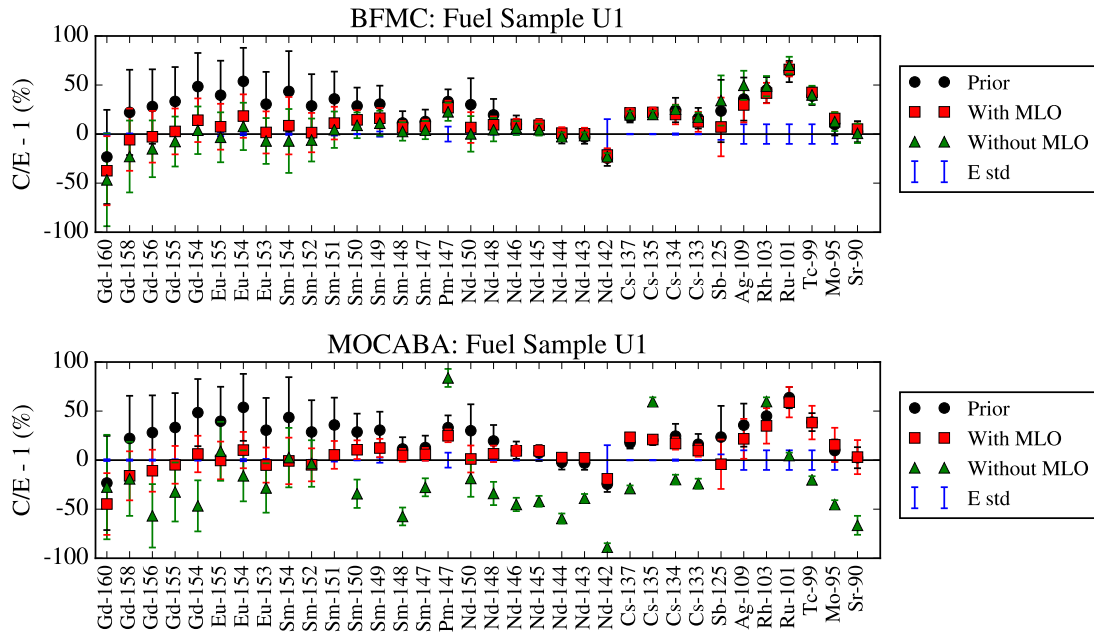 BFMC: Fuel Sample U1
C/E - 1 (%)
100
50
0
-50
-100
Gd-160 Gd-158 Gd-156 Gd-155 Gd-154 Eu-155 Eu-154 Eu-153 Sm-154 Sm-152 Sm-151 Sm-150 Sm-149 Sm-148 Sm-147 Pm-147 Nd-150 Nd-148 Nd-146 Nd-145 Nd-144 Nd-143 Nd-142 Cs-137 Cs-135 Cs-134 Cs-133 Sb-125 Ag-109 Rh-103 Ru-101 Tc-99 Mo-95 Sr-90
Prior
With MLO
Without MLO
E std
MOCABA: Fuel Sample U1
C/E - 1 (%)
100
50
0
-50
-100
Gd-160 Gd-158 Gd-156 Gd-155 Gd-154 Eu-155 Eu-154 Eu-153 Sm-154 Sm-152 Sm-151 Sm-150 Sm-149 Sm-148 Sm-147 Pm-147 Nd-150 Nd-148 Nd-146 Nd-145 Nd-144 Nd-143 Nd-142 Cs-137 Cs-135 Cs-134 Cs-133 Sb-125 Ag-109 Rh-103 Ru-101 Tc-99 Mo-95 Sr-90
Prior
With MLO
Without MLO
E std